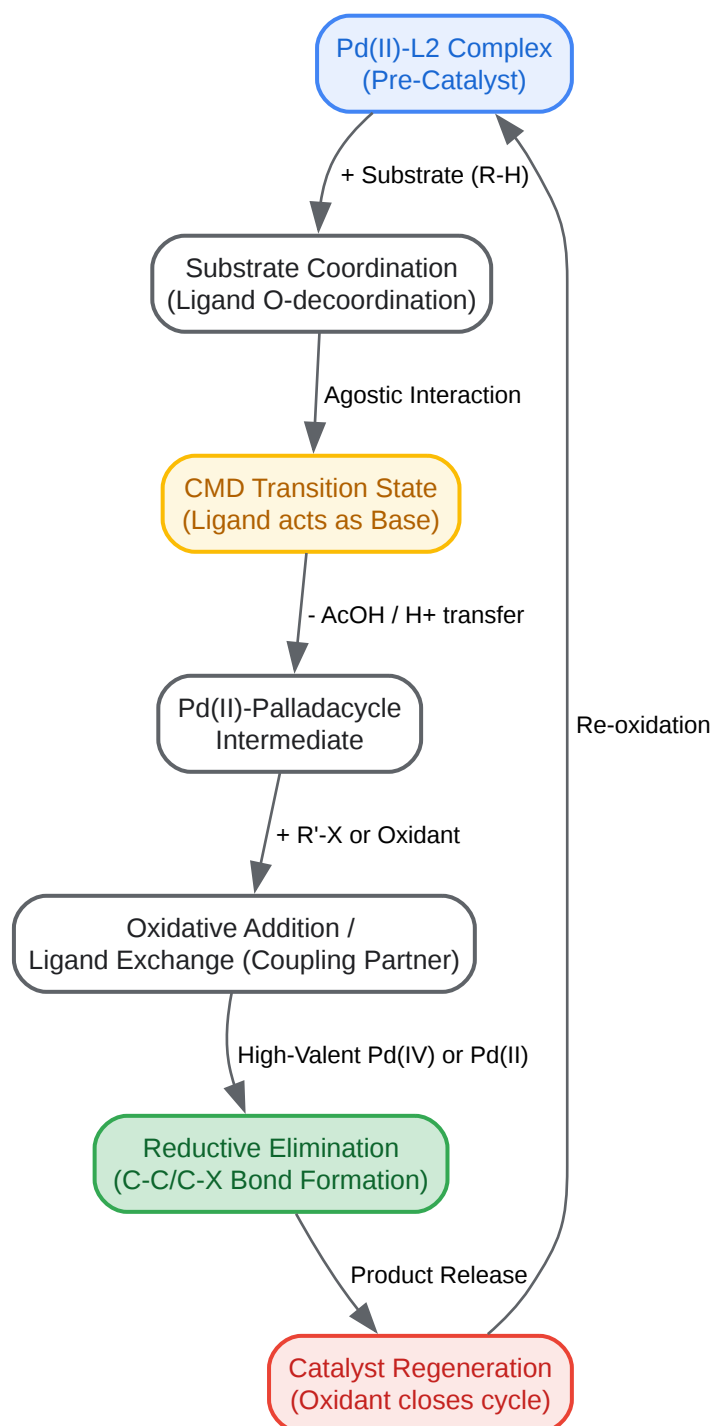 Pd(II)-L2 Complex
(Pre-Catalyst)
+ Substrate (R-H)
Substrate Coordination
(Ligand O-decoordination)
Agostic Interaction
CMD Transition State
(Ligand acts as Base)
- AcOH / H+ transfer
Pd(II)-Palladacycle
Intermediate
Re-oxidation
+ R'-X or Oxidant
Oxidative Addition /
Ligand Exchange (Coupling Partner)
High-Valent Pd(IV) or Pd(II)
Reductive Elimination
(C-C/C-X Bond Formation)
Product Release
Catalyst Regeneration
(Oxidant closes cycle)